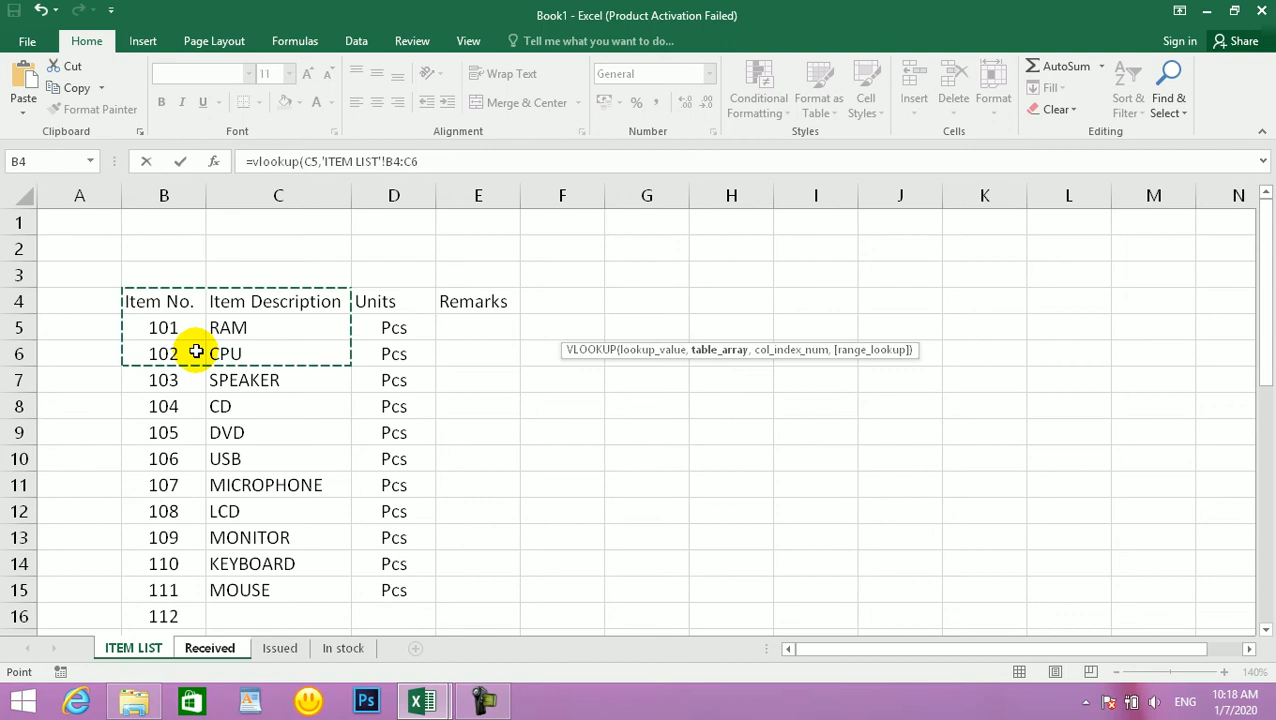 Book1 - Excel (Product Activation Failed)
File Home Insert Page Layout Formulas Data Review View Tell me what you want to do... Sign in Share
Paste Cut Copy Format Painter Clipboard
11 B I U A A A Font
Wrap Text Merge & Center Alignment
General % , Number
Conditional Formatting Format as Table Cell Styles Styles
Insert Delete Format Cells
AutoSum Fill Clear Sort & Filter Find & Select Editing
B4 fx =vlookup(C5,'ITEM LIST'!B4:C6
A B C D E F G H I J K L M N
1
2
3
4 Item No. Item Description Units Remarks
5 101 RAM Pcs
6 102 CPU Pcs VLOOKUP(lookup_value, table_array, col_index_num, [range_lookup])
7 103 SPEAKER Pcs
8 104 CD Pcs
9 105 DVD Pcs
10 106 USB Pcs
11 107 MICROPHONE Pcs
12 108 LCD Pcs
13 109 MONITOR Pcs
14 110 KEYBOARD Pcs
15 111 MOUSE Pcs
16 112
ITEM LIST Received Issued In stock
Point 140%
Ps ENG 10:18 AM
1/7/2020